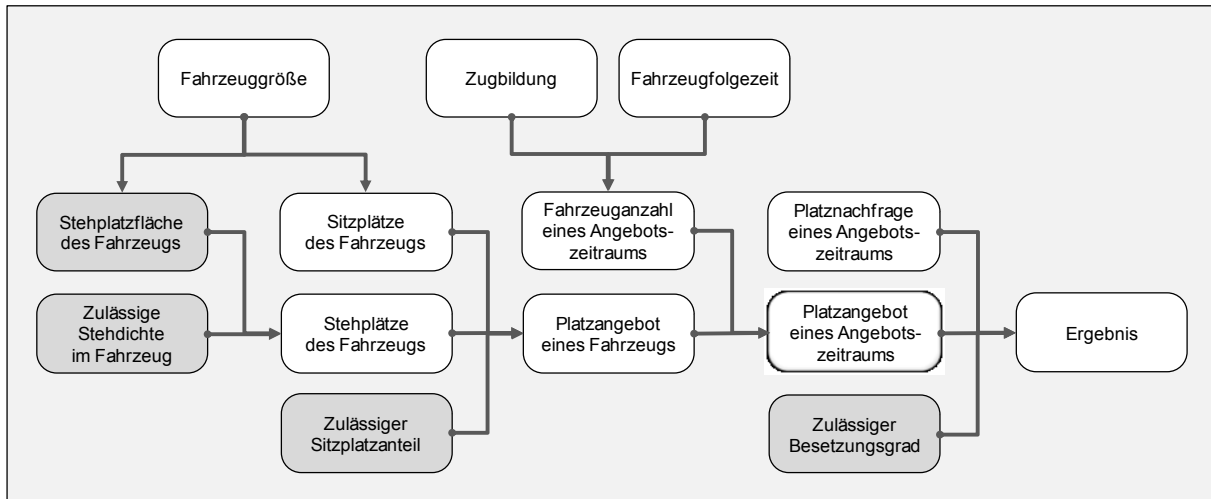 Fahrzeuggröße
Zugbildung
Fahrzeugfolgezeit
Stehplatzfläche
des Fahrzeugs
Sitzplätze
des Fahrzeugs
Fahrzeuganzahl
eines Angebots-
zeitraums
Platznachfrage
eines Angebots-
zeitraums
Zulässige
Stehdichte
im Fahrzeug
Stehplätze
des Fahrzeugs
Platzangebot
eines Fahrzeugs
Platzangebot
eines Angebots-
zeitraums
Ergebnis
Zulässiger
Sitzplatzanteil
Zulässiger
Besetzungsgrad